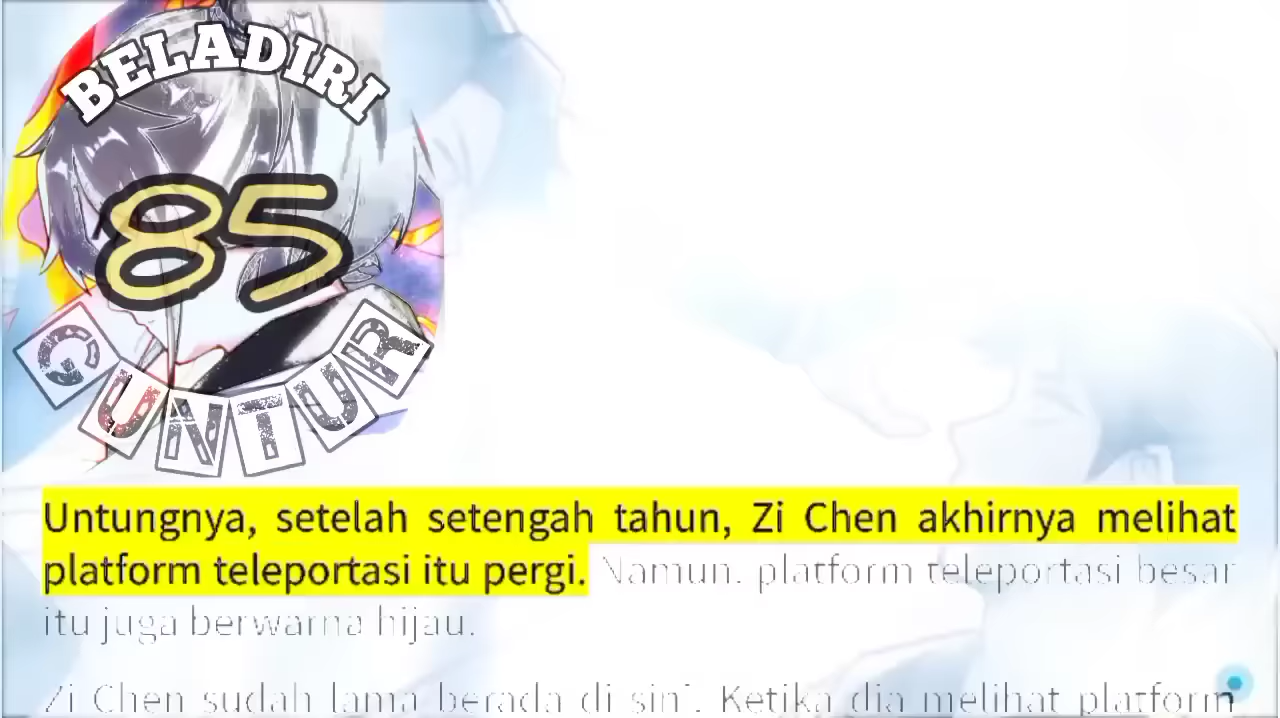 BELADIRI
85
GUNTUR
Untungnya, setelah setengah tahun, Zi Chen akhirnya melihat
platform teleportasi itu pergi. Namun. platform teleportasi besar
itu juga berwarna hijau.
Zi Chen sudah lama berada di sini. Ketika dia melihat platform